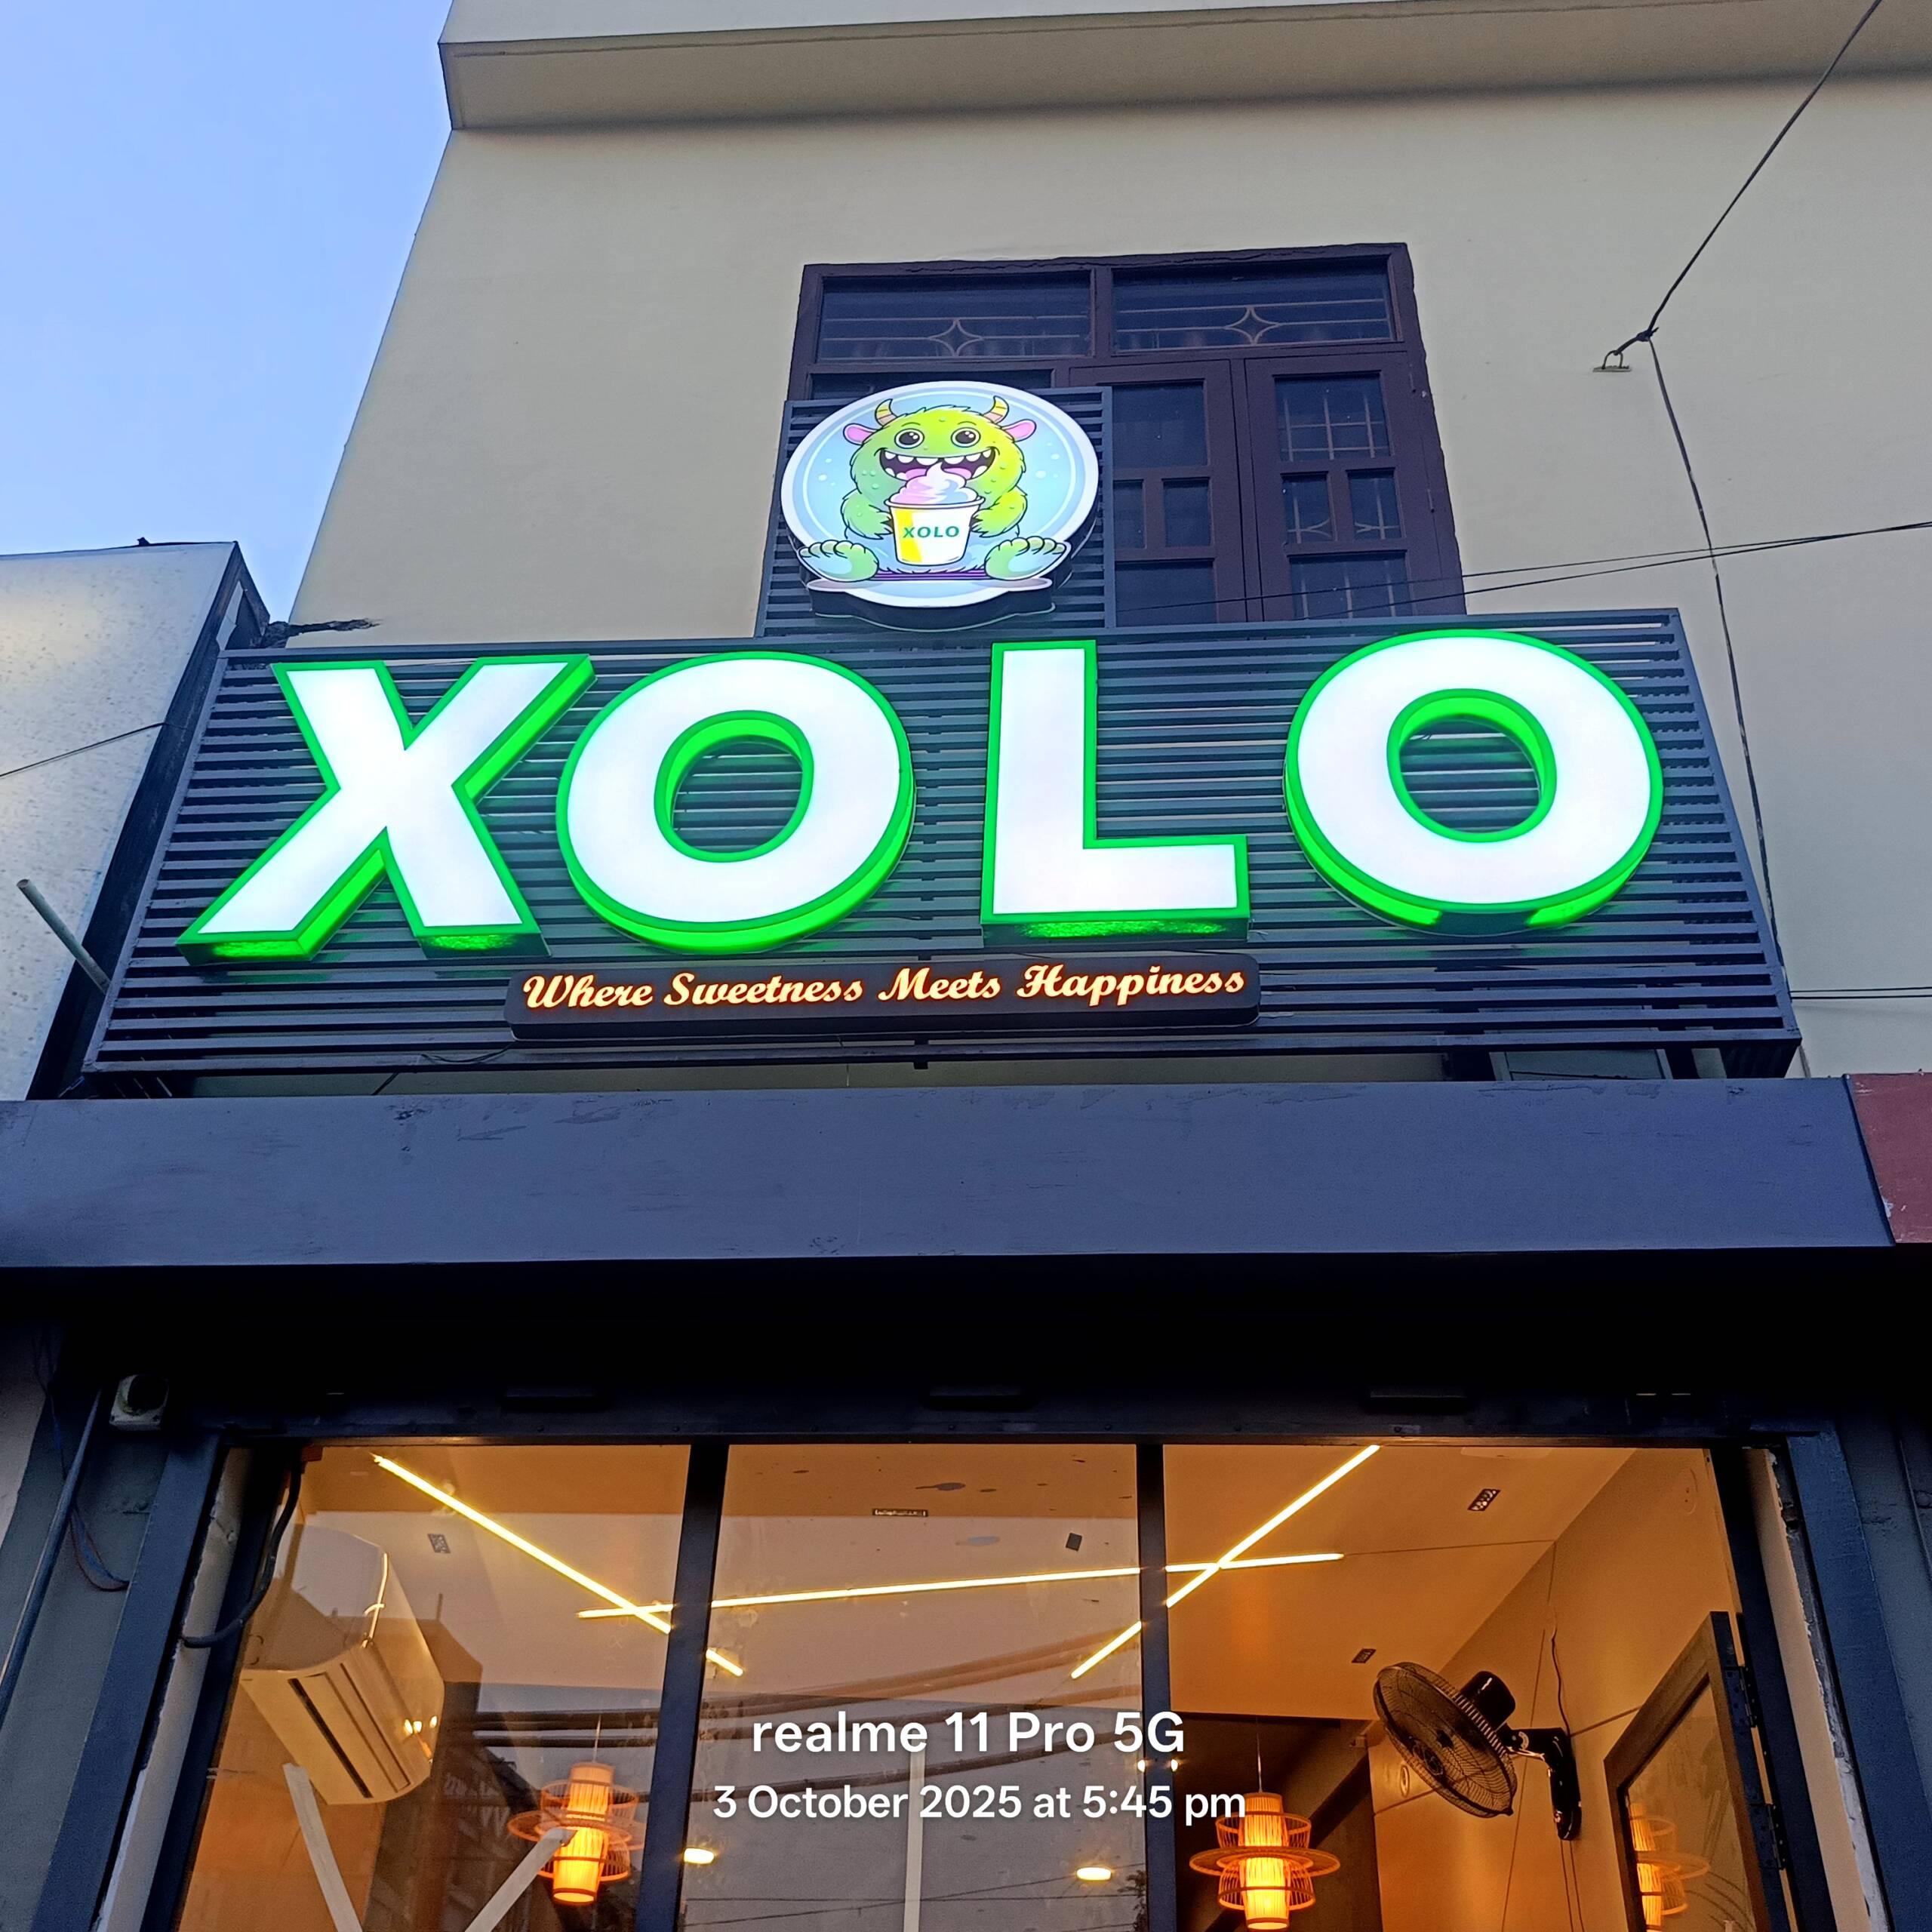 XOLO
XOLO
Where Sweetness Meets Happiness
realme 11 Pro 5G
3 October 2025 at 5:45 pm